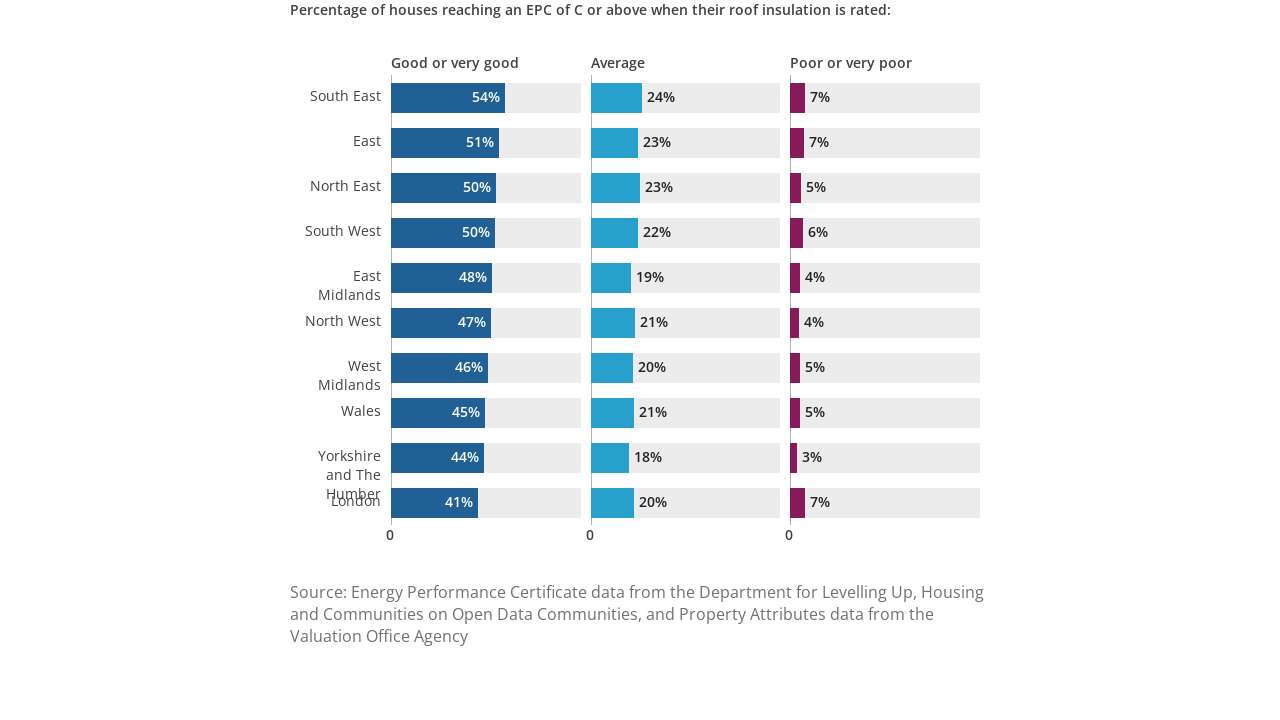 Percentage of houses reaching an EPC of C or above when their roof insulation is rated:
Good or very good Average Poor or very poor
South East 54% 24% 7%
East 51% 23% 7%
North East 50% 23% 5%
South West 50% 22% 6%
East
Midlands 48% 19% 4%
North West 47% 21% 4%
West
Midlands 46% 20% 5%
Wales 45% 21% 5%
Yorkshire
and The
Humber 44% 18% 3%
London 41% 20% 7%
0 0 0
Source: Energy Performance Certificate data from the Department for Levelling Up, Housing
and Communities on Open Data Communities, and Property Attributes data from the
Valuation Office Agency